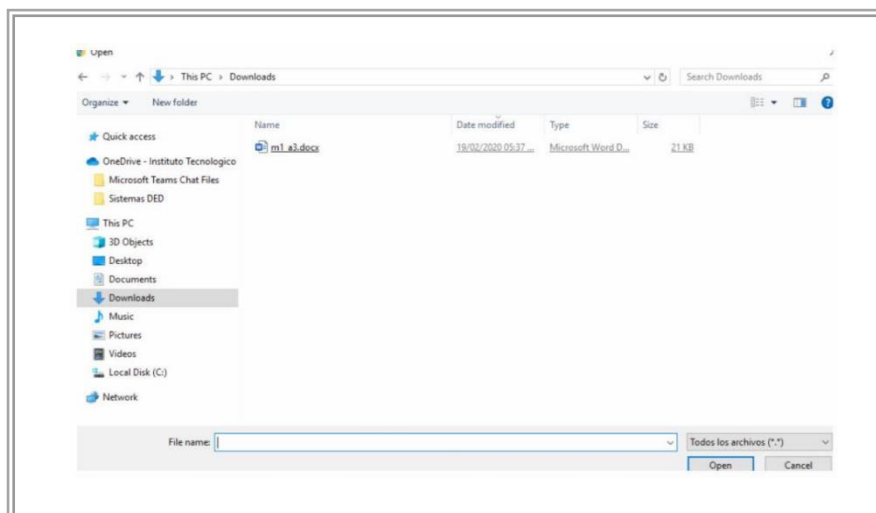 Open
This PC › Downloads
Search Downloads
Organize
New folder
Name
Date modified
Type
Size
Quick access
m1_a3.docx
19/02/2020 05:37 ...
Microsoft Word D...
21 KB
OneDrive - Instituto Tecnologico
Microsoft Teams Chat Files
Sistemas DED
This PC
3D Objects
Desktop
Documents
Downloads
Music
Pictures
Videos
Local Disk (C:)
Network
File name:
Todos los archivos (*.*)
Open
Cancel